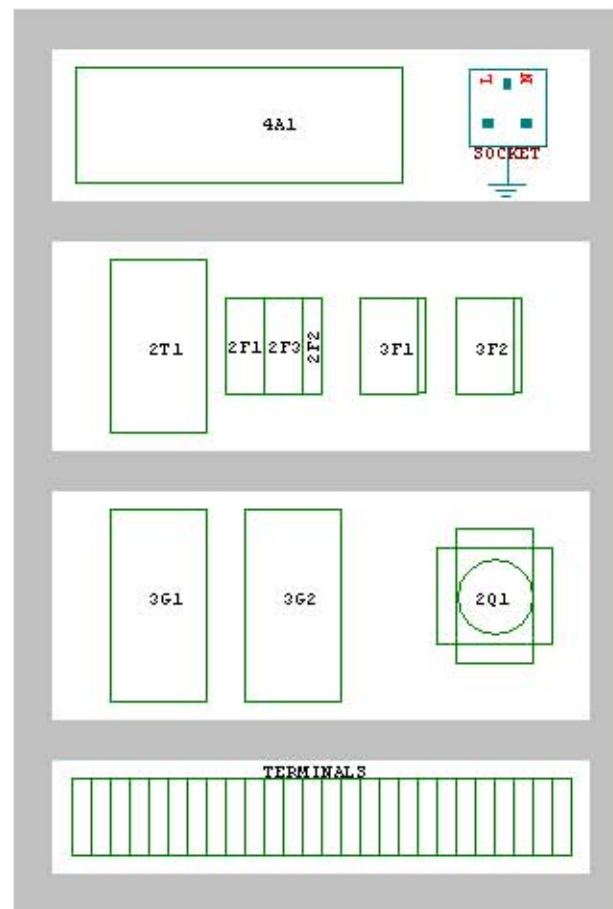 L N
4A1
SOCKET
2T1 2F1 2F3 2F2 3F1 3F2
3G1 3G2 2Q1
TERMINALS